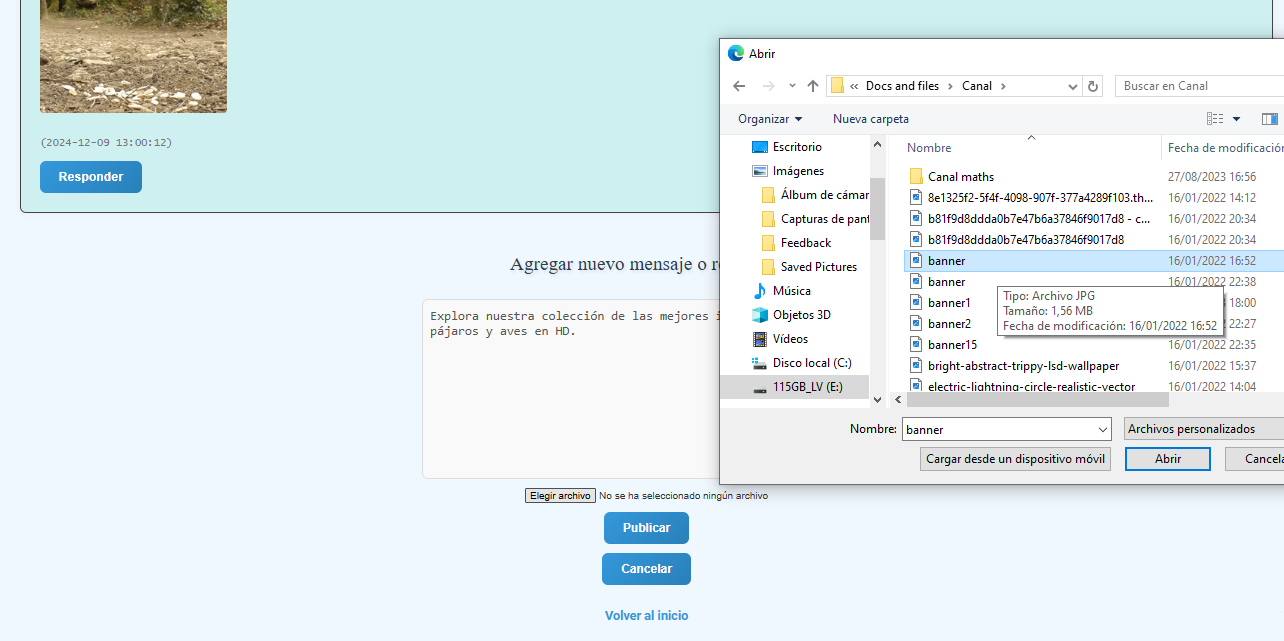 (2024-12-09 13:00:12)
Responder
Agregar nuevo mensaje o
Explora nuestra colección de las mejores
pájaros y aves en HD.
Elegir archivo No se ha seleccionado ningún archivo
Publicar
Cancelar
Volver al inicio
Abrir
« Docs and files > Canal >
Buscar en Canal
Organizar
Nueva carpeta
Escritorio
Imágenes
Álbum de cámar
Capturas de pant
Feedback
Saved Pictures
Música
Objetos 3D
Vídeos
Disco local (C:)
115GB_LV (E:)
Nombre Fecha de modificación
Canal maths 27/08/2023 16:56
8e1325f2-5f4f-4098-907f-377a4289f103.th... 16/01/2022 14:12
b81f9d8ddda0b7e47b6a37846f9017d8 - c... 16/01/2022 20:34
b81f9d8ddda0b7e47b6a37846f9017d8 16/01/2022 20:34
banner 16/01/2022 16:52
banner 16/01/2022 22:38
banner1 18:00
banner2 22:27
banner15 16/01/2022 22:35
bright-abstract-trippy-lsd-wallpaper 16/01/2022 15:37
electric-lightning-circle-realistic-vector 16/01/2022 14:04
Tipo: Archivo JPG
Tamaño: 1,56 MB
Fecha de modificación: 16/01/2022 16:52
Nombre: banner
Archivos personalizados
Cargar desde un dispositivo móvil
Abrir
Cancela